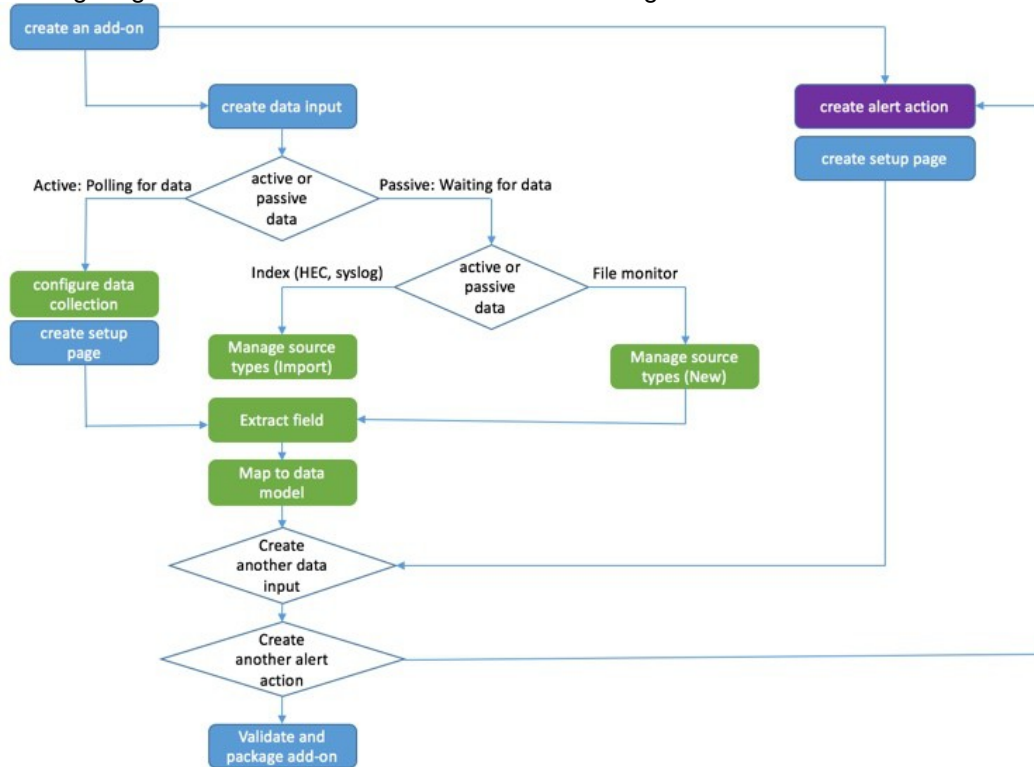 create an add-on
create data input
create alert action
create setup page
Active: Polling for data
active or
passive
data
Passive: Waiting for data
configure data
collection
create setup
page
Index (HEC, syslog)
active or
passive
data
File monitor
Manage source
types (Import)
Manage source
types (New)
Extract field
Map to data
model
Create
another data
input
Create
another alert
action
Validate and
package add-on